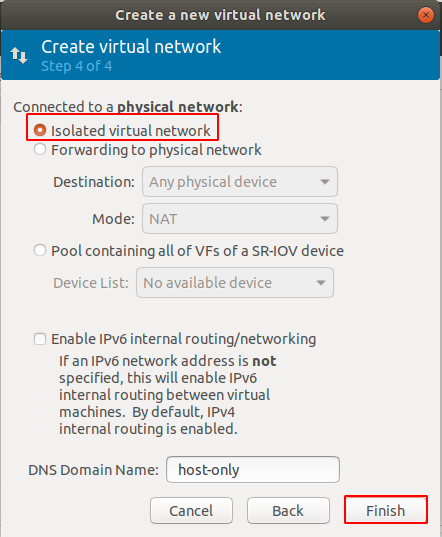 Create a new virtual network
Create virtual network
Step 4 of 4
Connected to a physical network:
Isolated virtual network
Forwarding to physical network
Destination: Any physical device
Mode: NAT
Pool containing all of VFs of a SR-IOV device
Device List: No available device
Enable IPv6 internal routing/networking
If an IPv6 network address is not
specified, this will enable IPv6
internal routing between virtual
machines. By default, IPv4
internal routing is enabled.
DNS Domain Name: host-only
Cancel Back Finish